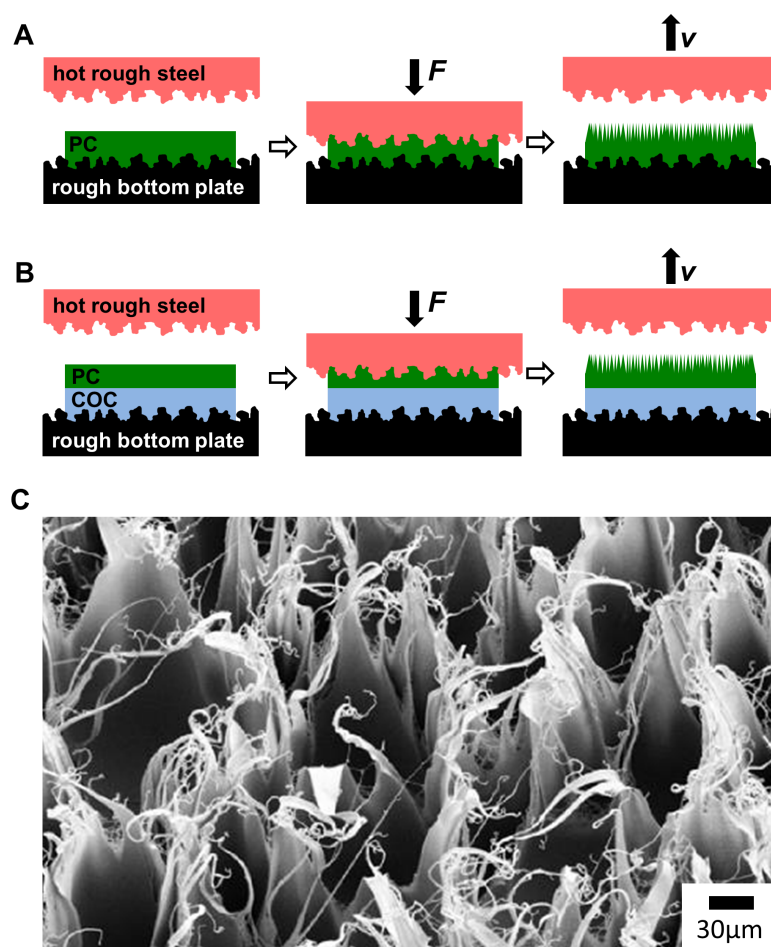 A
v
hot rough steel
F
PC
rough bottom plate
B
v
hot rough steel
F
PC
COC
rough bottom plate
C
30μm